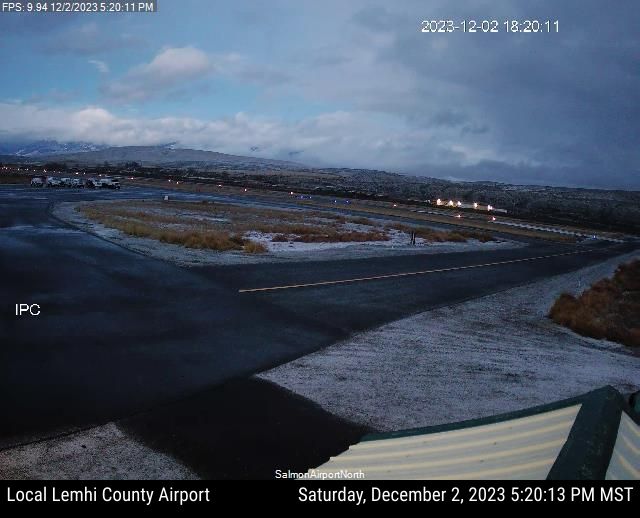 FPS: 9.94 12/2/2023 5:20:11 PM
2023-12-02 18:20:11
IPC
SalmonAirportNorth
Local Lemhi County Airport
Saturday, December 2, 2023 5:20:13 PM MST